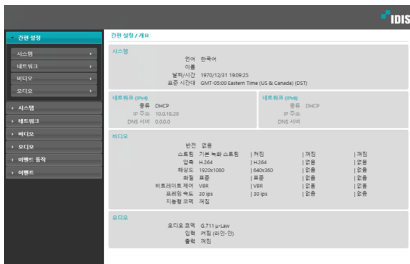 IDIS
간편 설정
간편 설정 / 개요
시스템
네트워크
비디오
오디오
시스템
네트워크
비디오
오디오
이벤트 동작
이벤트
시스템
언어 한국어
이름
날짜/시간 1970/12/31 19:09:25
표준 시간대 GMT-05:00 Eastern Time (US & Canada) (DST)
네트워크 (IPv4)
종류 DHCP
IP 주소 10.0.16.20
DNS 서버 0.0.0.0
네트워크 (IPv6)
종류 DHCP
IP 주소
DNS 서버
비디오
반전 없음
스트림 기본 녹화 스트림 | 켜짐 | 꺼짐 | 꺼짐
압축 H.264 | H.264 | 없음 | 없음
해상도 1920x1080 | 640x360 | 없음 | 없음
화질 표준 | 표준 | 없음 | 없음
비트레이트 제어 VBR | VBR | 없음 | 없음
프레임 속도 30 ips | 30 ips | 없음 | 없음
지능형 코덱 꺼짐
오디오
오디오 코덱 G.711 μ-Law
입력 꺼짐 (라인-인)
출력 꺼짐